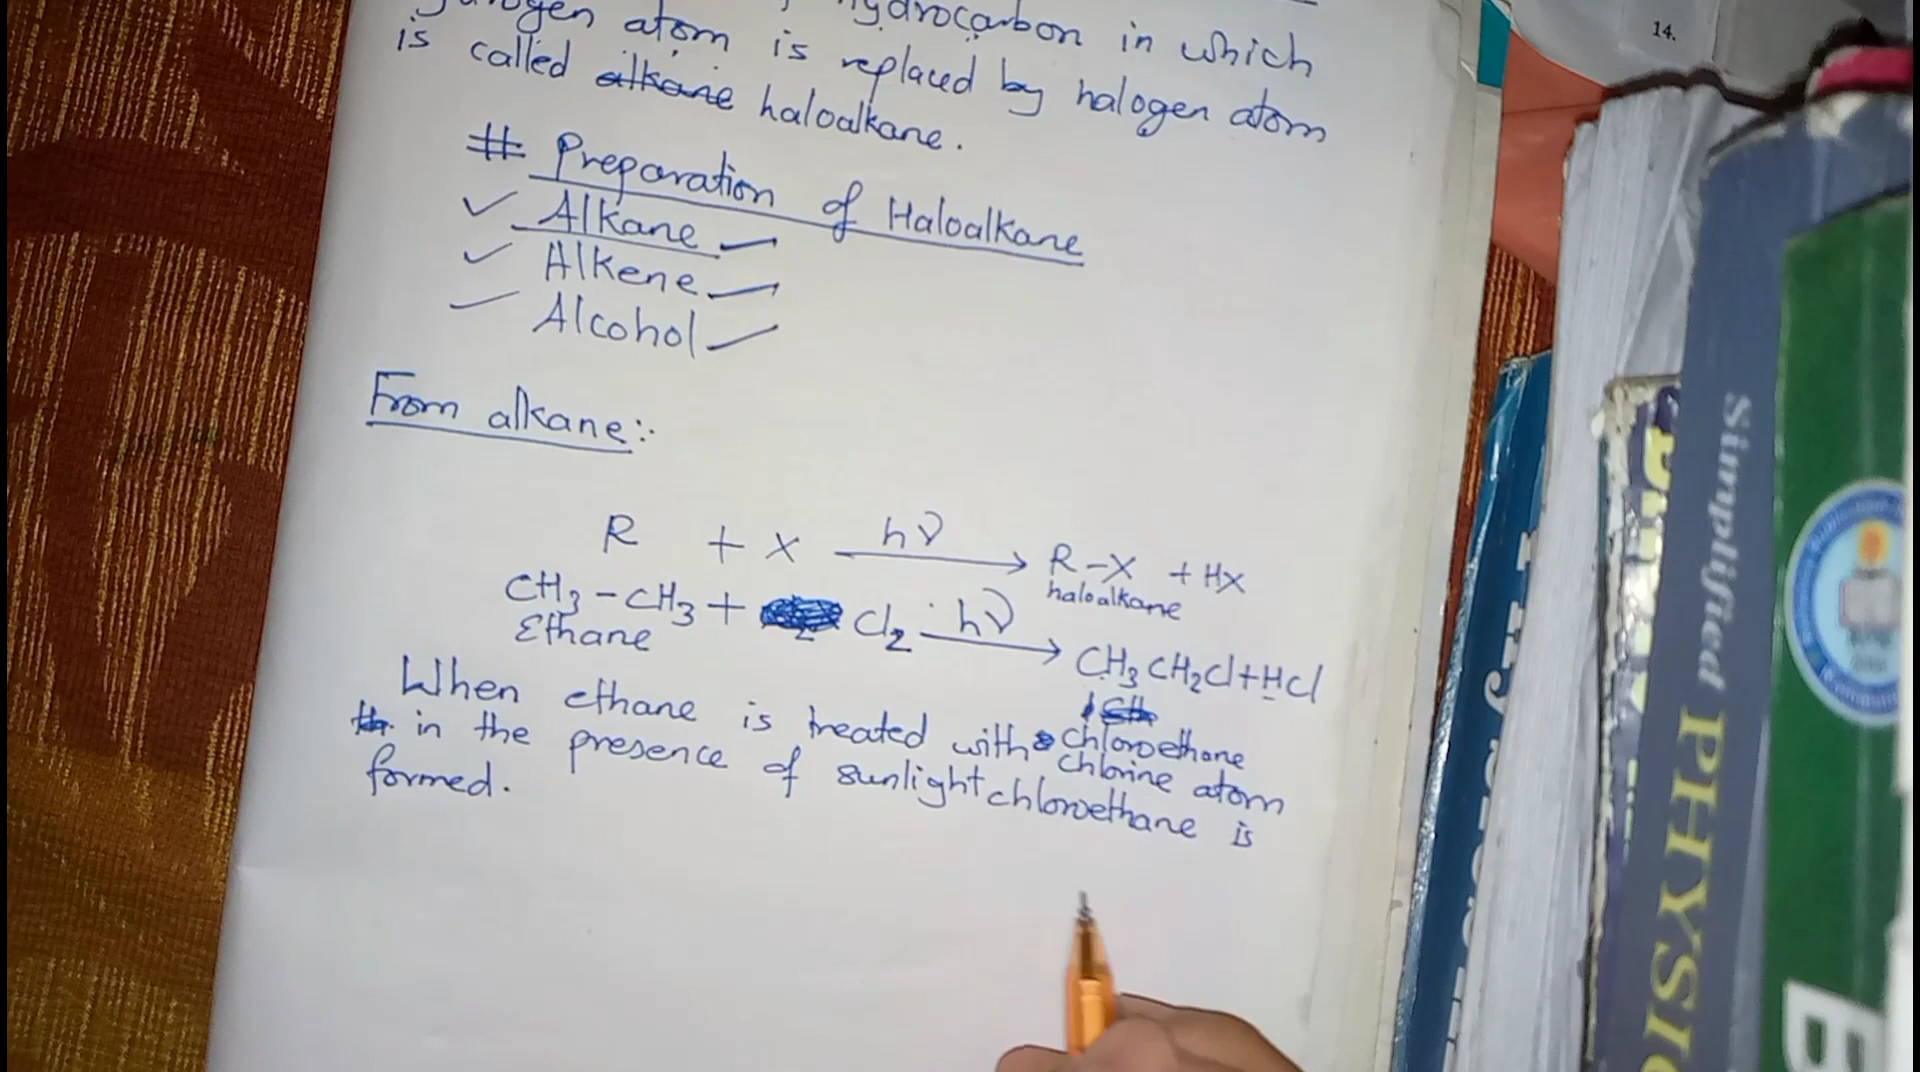 hydrocarbon in which
atom is replaced by halogen atom
is called alkane haloalkane.
# Preparation of Haloalkane
✓ Alkane
✓ Alkene
Alcohol
From alkane:-
R + X hν R-X + HX
haloalkane
CH3-CH3 + Cl2 hν CH3CH2Cl+HCl
Ethane
chloroethane
When ethane is treated with chlorine atom
in the presence of sunlight chloroethane is
formed.
14.
Simplified PHYSIC
B